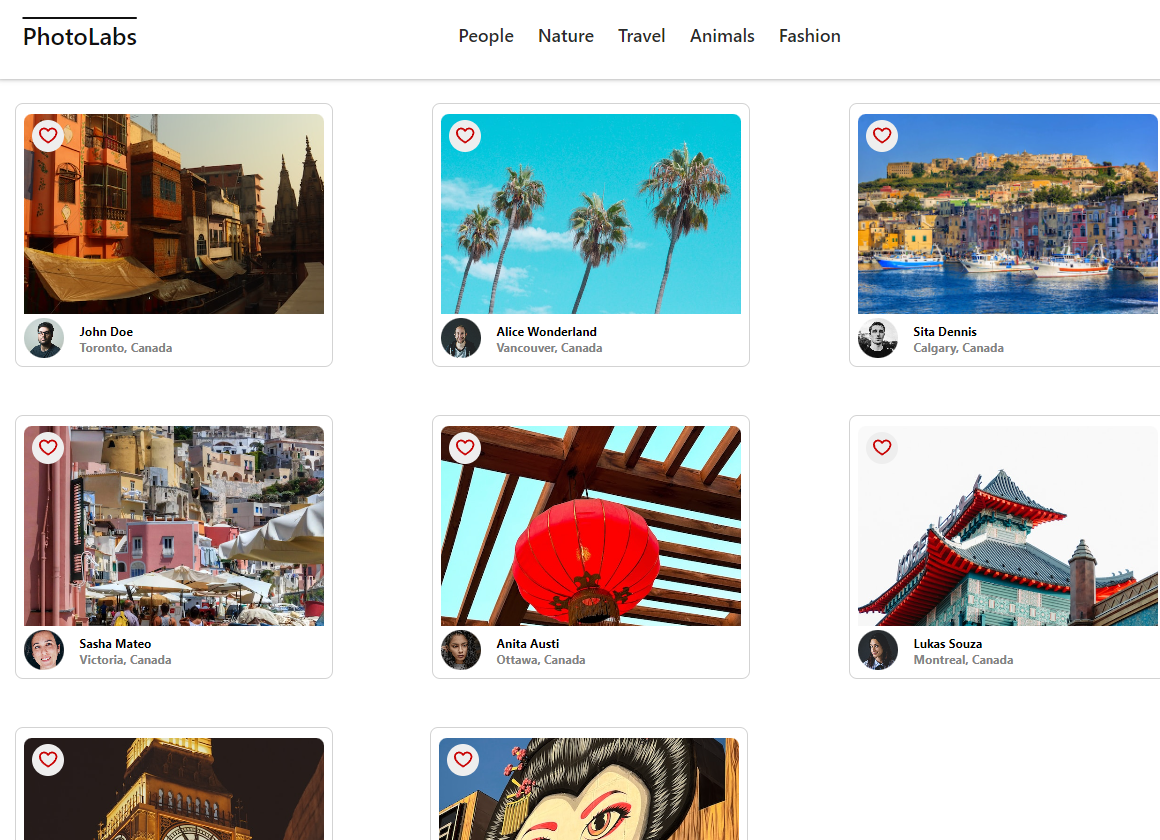 PhotoLabs
People Nature Travel Animals Fashion
John Doe
Toronto, Canada
Alice Wonderland
Vancouver, Canada
Sita Dennis
Calgary, Canada
Sasha Mateo
Victoria, Canada
Anita Austi
Ottawa, Canada
Lukas Souza
Montreal, Canada